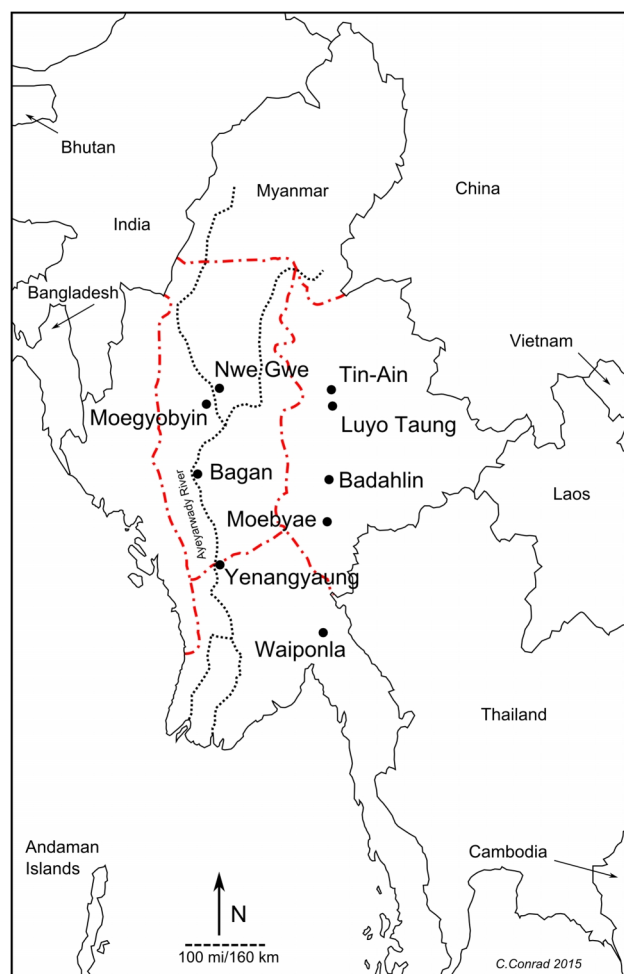 Bhutan
Myanmar
China
India
Bangladesh
Vietnam
Nwe Gwe
Tin-Ain
Moegyobyin
Luyo Taung
Bagan
Badahlin
Laos
Ayeyarwady River
Moebyae
Yenangyaung
Waiponla
Thailand
Andaman
Islands
Cambodia
N
100 mi/160 km
C.Conrad 2015